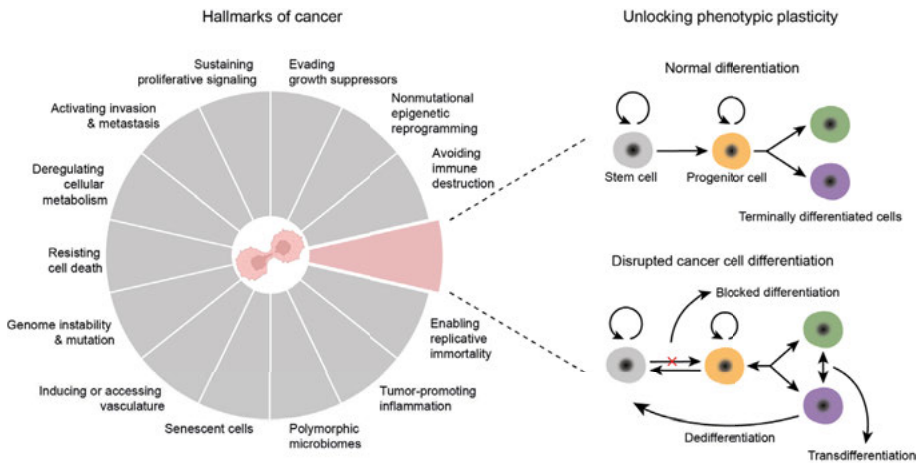 Hallmarks of cancer
Sustaining
proliferative signaling
Evading
growth suppressors
Activating invasion
& metastasis
Nonmutational
epigenetic
reprogramming
Deregulating
cellular
metabolism
Avoiding
immune
destruction
Resisting
cell death
Genome instability
& mutation
Enabling
replicative
immortality
Inducing or accessing
vasculature
Tumor-promoting
inflammation
Senescent cells
Polymorphic
microbiomes
Unlocking phenotypic plasticity
Normal differentiation
Stem cell
Progenitor cell
Terminally differentiated cells
Disrupted cancer cell differentiation
Blocked differentiation
Dedifferentiation
Transdifferentiation